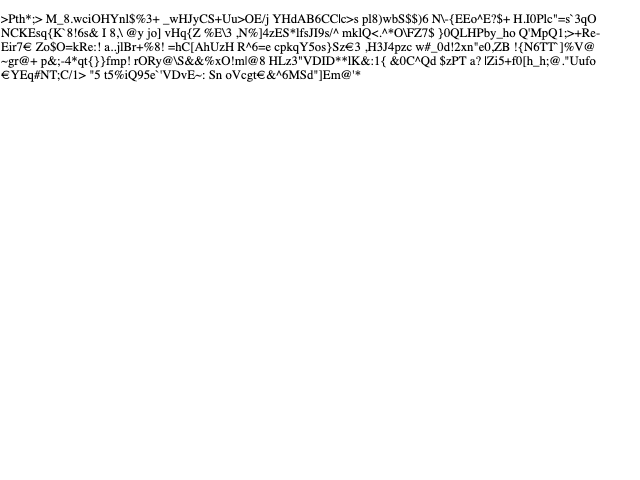 >Pth*;> M_8.wciOHYnl$%3+ _wHJyCS+Uu>OE/j YHdAB6CC|c>s pl8)wbS$$)6 N\-{EEo^E?$+ H.I0Plc"=s`3qO
NCKEsq{K`8!6s& I 8,\ @y jo] vHq{Z %E\3 ,N%]4zES*lfsJI9s/^ mklQ<.^*O\FZ7$ }0QLHPby_ho Q'MpQ1;>+Re-
Eir7€ Zo$O=kRe:! a..jlBr+%8! =hC[AhUzH R^6=e cpkqY5os}Sz€3 ,H3J4pzc w#_0d!2xn"e0,ZB !{N6TT`]%V@
~gr@+ p&;-4*qt{}}fmp! rORy@\S&&%xO!m|@8 HLz3"VDID**lK&:1{ &0C^Qd $zPT a? |Zi5+f0[h_h;@."Uufo
€YEq#NT;C/1> "5 t5%iQ95e`'VDvE~: Sn oVcgt€&^6MSd"]Em@'*